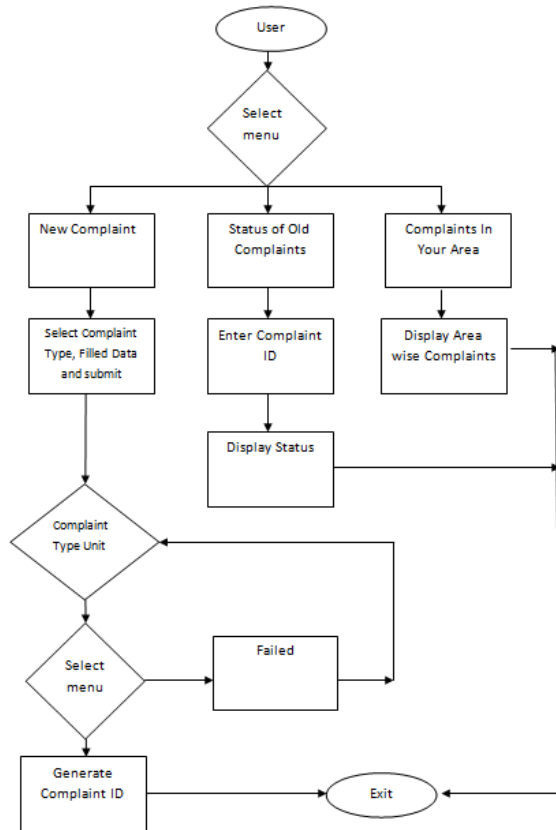 User
Select
menu
New Complaint
Status of Old
Complaints
Complaints In
Your Area
Select Complaint
Type, Filled Data
and submit
Enter Complaint
ID
Display Area
wise Complaints
Display Status
Complaint
Type Unit
Select
menu
Failed
Generate
Complaint ID
Exit